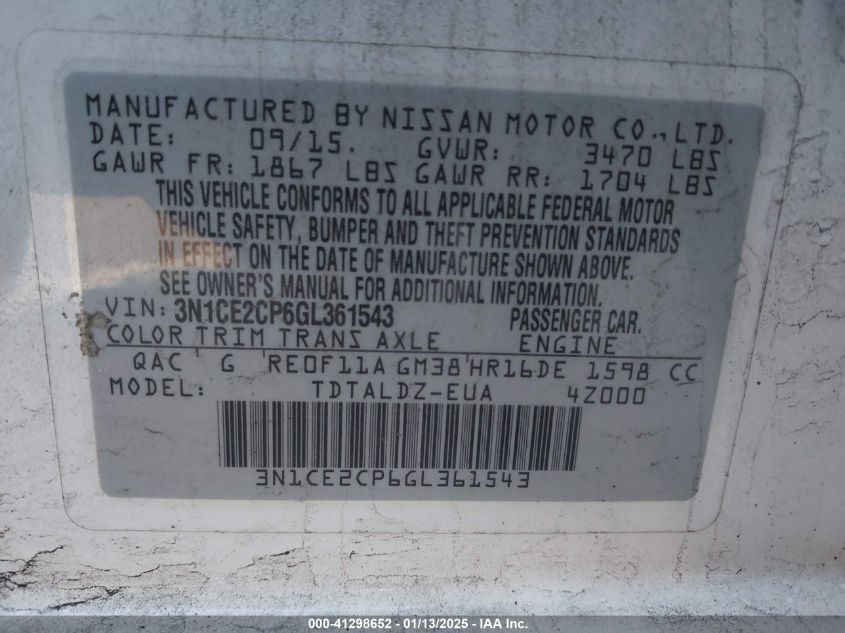 MANUFACTURED BY NISSAN MOTOR CO.,LTD.
DATE: 09/15. GVWR: 3470 LBS
GAWR FR: 1867 LBS GAWR RR: 1704 LBS
THIS VEHICLE CONFORMS TO ALL APPLICABLE FEDERAL MOTOR
VEHICLE SAFETY, BUMPER AND THEFT PREVENTION STANDARDS
IN EFFECT ON THE DATE OF MANUFACTURE SHOWN ABOVE.
SEE OWNER'S MANUAL FOR ADDITIONAL INFORMATION.
VIN: 3N1CE2CP6GL361543 PASSENGER CAR.
COLOR TRIM TRANS AXLE ENGINE
QAC G RE0F11A GM38 HR16DE 1598 CC
MODEL: TDTALDZ-EUA 4Z000
3N1CE2CP6GL361543
000-41298652 - 01/13/2025 - IAA, Inc.